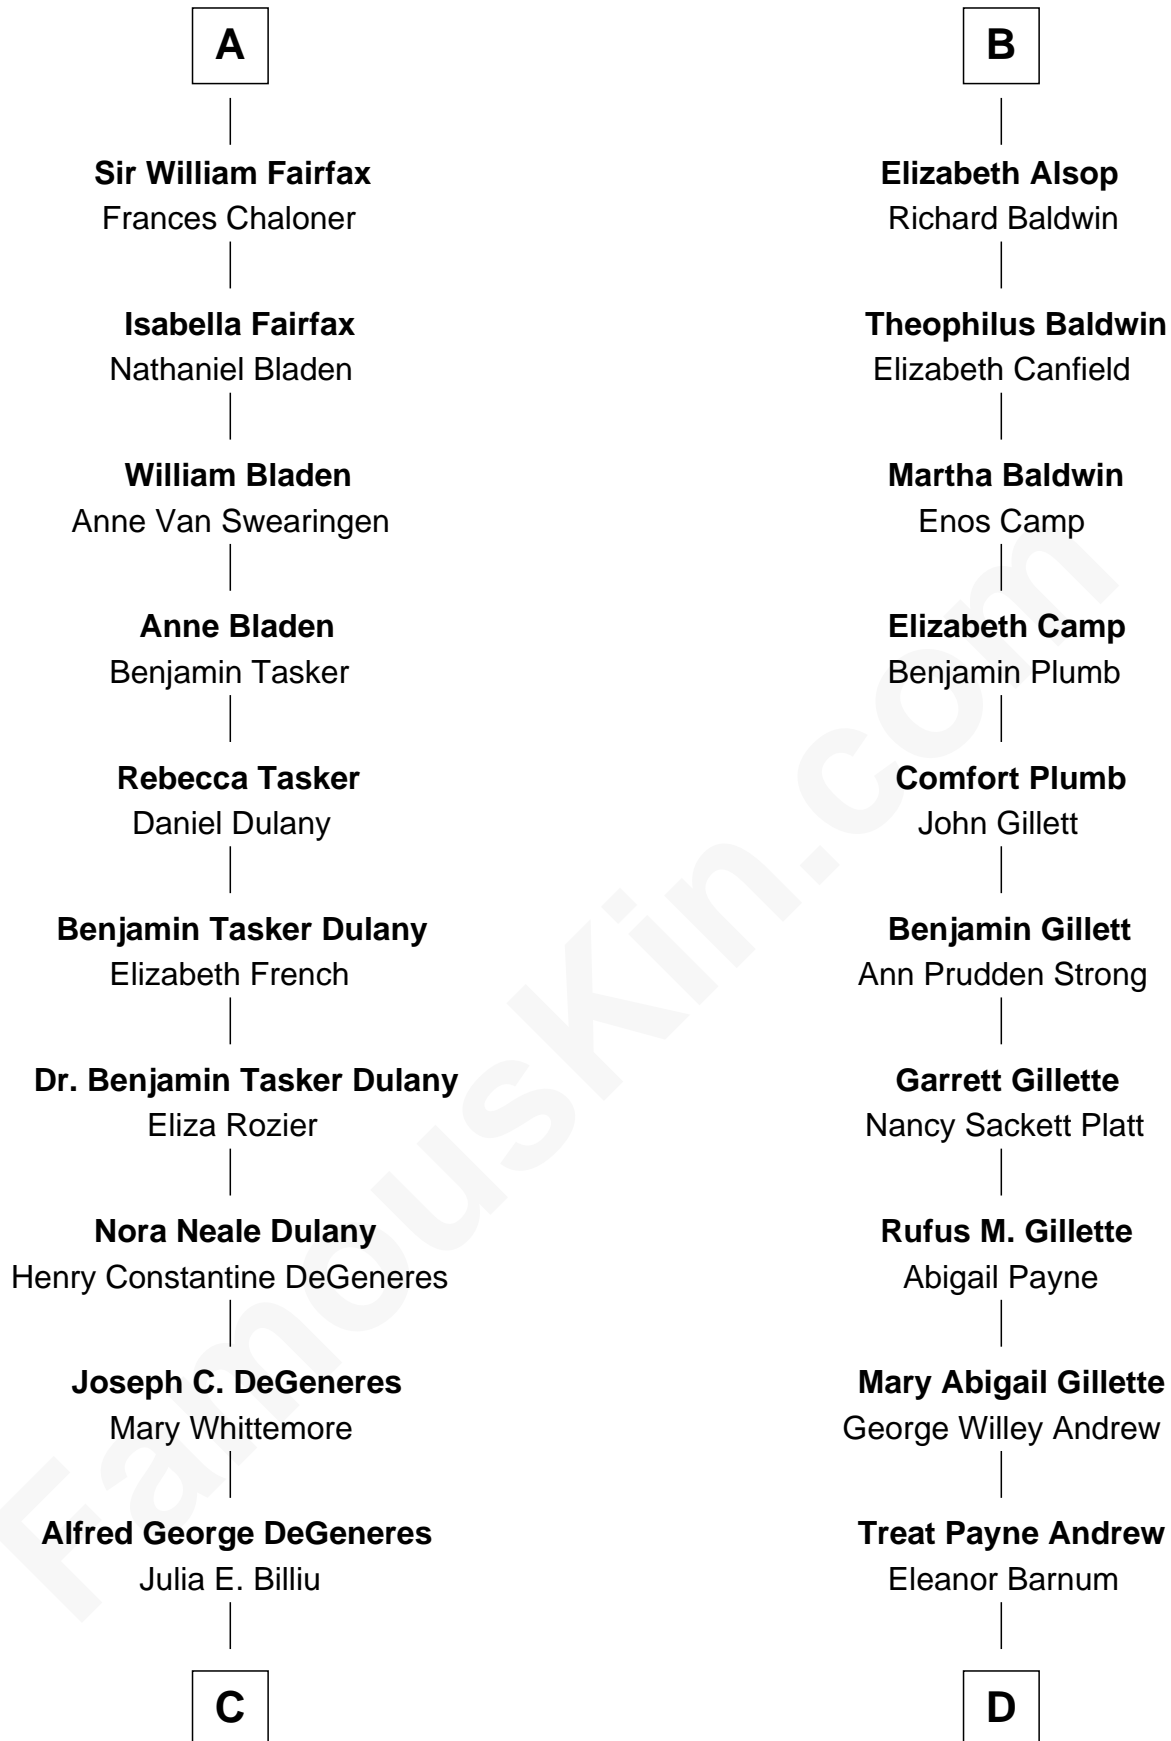 A
Sir William Fairfax
Frances Chaloner
Isabella Fairfax
Nathaniel Bladen
William Bladen
Anne Van Swearingen
Anne Bladen
Benjamin Tasker
Rebecca Tasker
Daniel Dulany
Benjamin Tasker Dulany
Elizabeth French
Dr. Benjamin Tasker Dulany
Eliza Rozier
Nora Neale Dulany
Henry Constantine DeGeneres
Joseph C. DeGeneres
Mary Whittemore
Alfred George DeGeneres
Julia E. Billiu
C
B
Elizabeth Alsop
Richard Baldwin
Theophilus Baldwin
Elizabeth Canfield
Martha Baldwin
Enos Camp
Elizabeth Camp
Benjamin Plumb
Comfort Plumb
John Gillett
Benjamin Gillett
Ann Prudden Strong
Garrett Gillette
Nancy Sackett Platt
Rufus M. Gillette
Abigail Payne
Mary Abigail Gillette
George Willey Andrew
Treat Payne Andrew
Eleanor Barnum
D
FamousKin.com